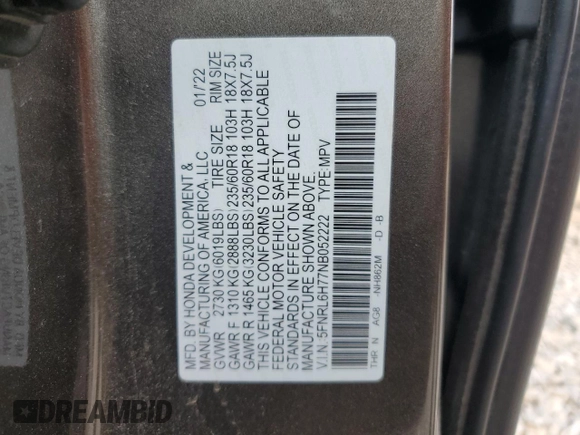 MFD. BY HONDA DEVELOPMENT &
MANUFACTURING OF AMERICA, LLC 01/22
GVWR 2730 KG(6019LBS) TIRE SIZE RIM SIZE
GAWR F 1310 KG(2888LBS)235/60R18 103H 18X7.5J
GAWR R 1465 KG(3230LBS)235/60R18 103H 18X7.5J
THIS VEHICLE CONFORMS TO ALL APPLICABLE
FEDERAL MOTOR VEHICLE SAFETY
STANDARDS IN EFFECT ON THE DATE OF
MANUFACTURE SHOWN ABOVE.
V.I.N. 5FNRL6H77NB052222 TYPE:MPV
THR N AG8 -NH862M -D -B
DREAMBID